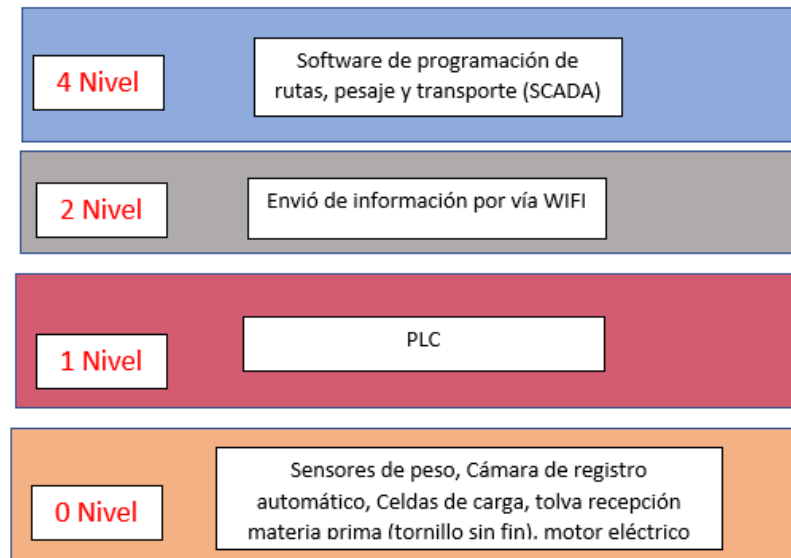 4 Nivel
Software de programación de
rutas, pesaje y transporte (SCADA)
2 Nivel
Envió de información por vía WIFI
1 Nivel
PLC
0 Nivel
Sensores de peso, Cámara de registro
automático, Celdas de carga, tolva recepción
materia prima (tornillo sin fin). motor eléctrico